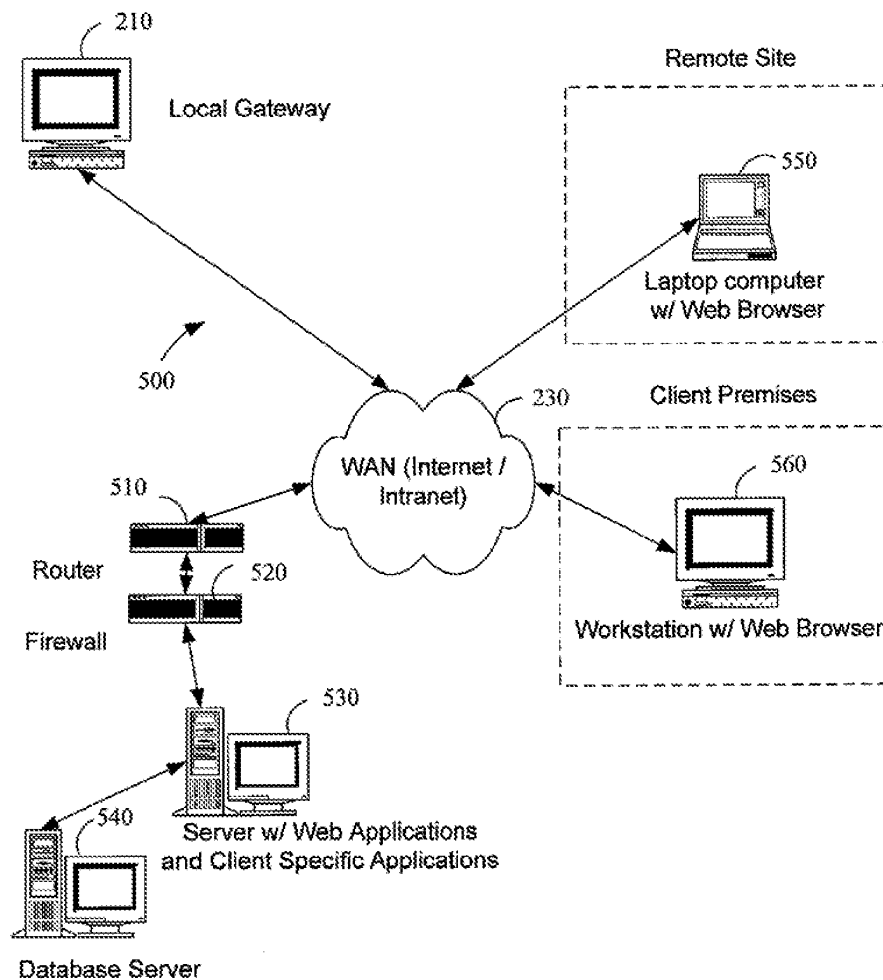 210
Local Gateway
Remote Site
550
Laptop computer
w/ Web Browser
500
230
WAN (Internet /
Intranet)
Client Premises
560
Workstation w/ Web Browser
510
Router
520
Firewall
530
Server w/ Web Applications
and Client Specific Applications
540
Database Server